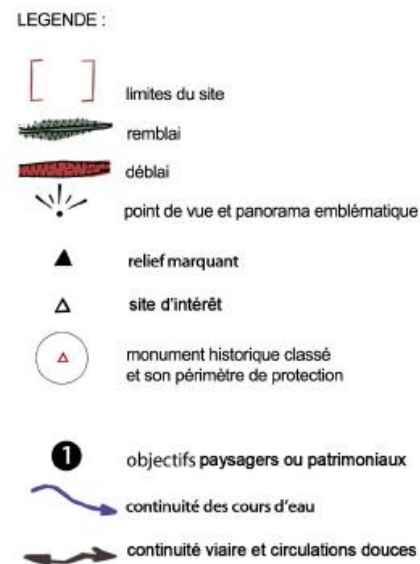 LEGENDE :
limites du site
remblai
déblai
point de vue et panorama emblématique
relief marquant
site d'intérêt
monument historique classé
et son périmètre de protection
1
objectifs paysagers ou patrimoniaux
continuité des cours d'eau
continuité viaire et circulations douces